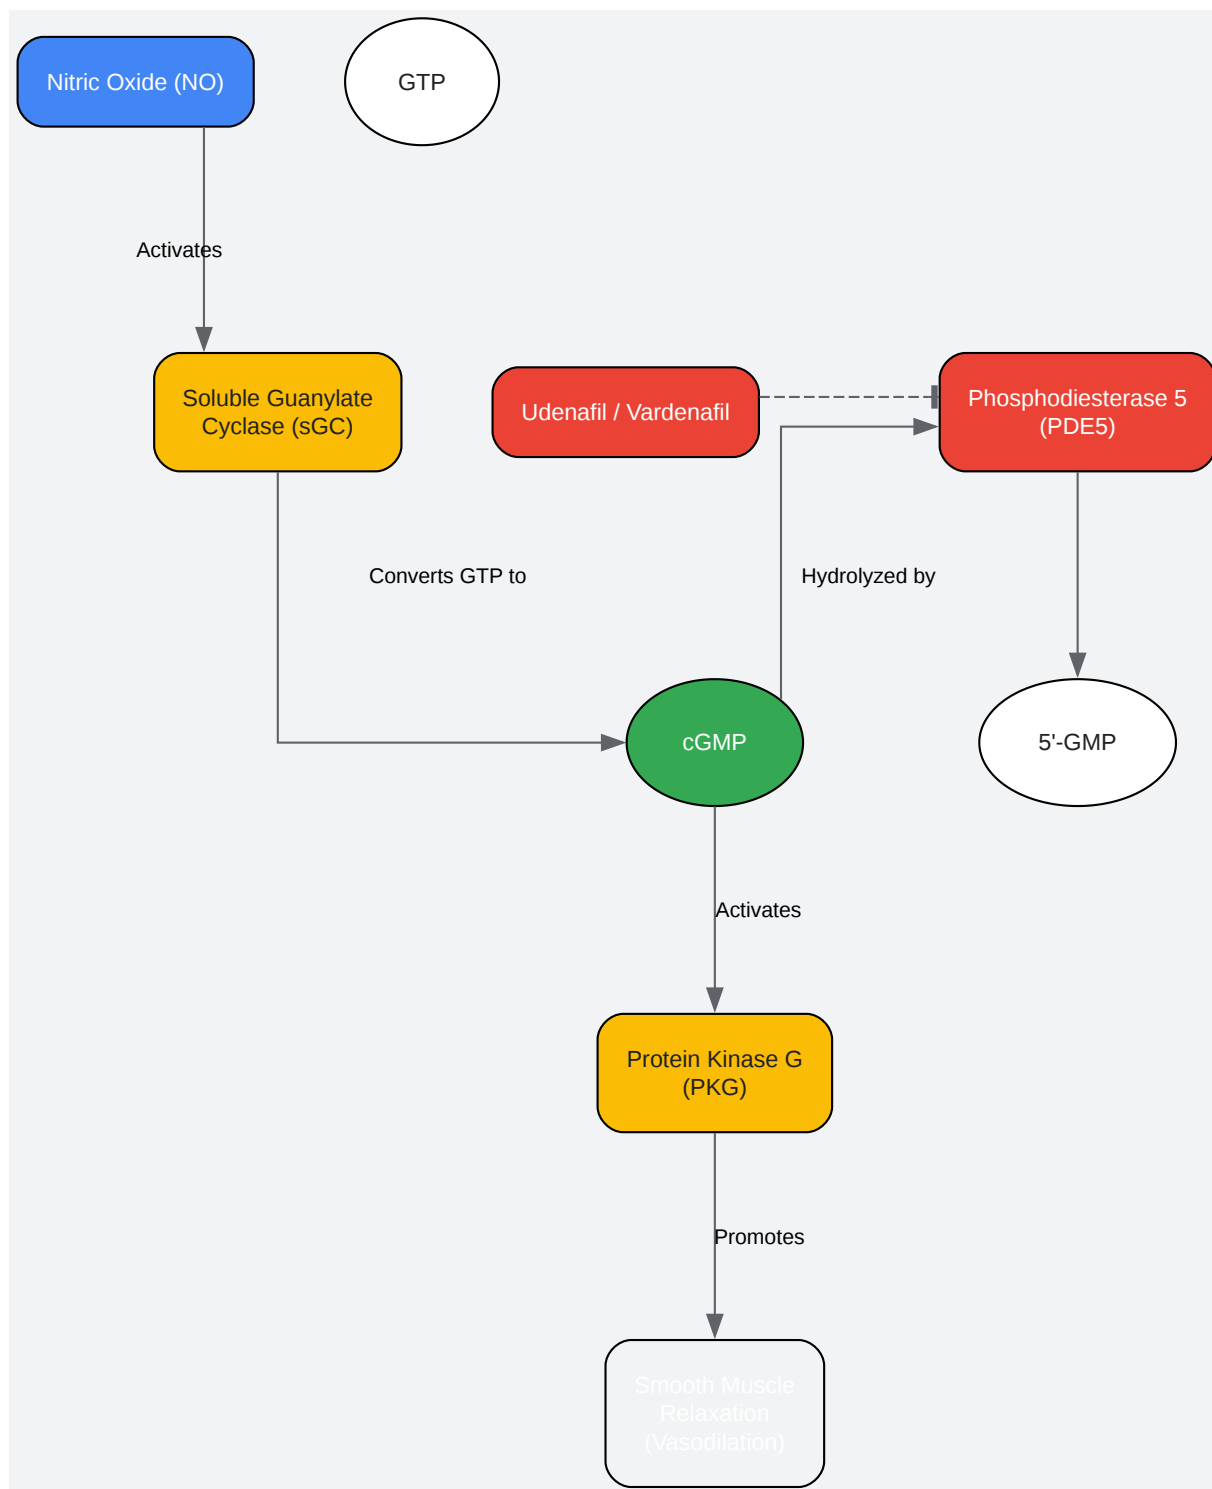 Nitric Oxide (NO)
GTP
Activates
Soluble Guanylate
Cyclase (sGC)
Udenafil / Vardenafil
Phosphodiesterase 5
(PDE5)
Converts GTP to
Hydrolyzed by
cGMP
5'-GMP
Activates
Protein Kinase G
(PKG)
Promotes
Smooth Muscle
Relaxation
(Vasodilation)